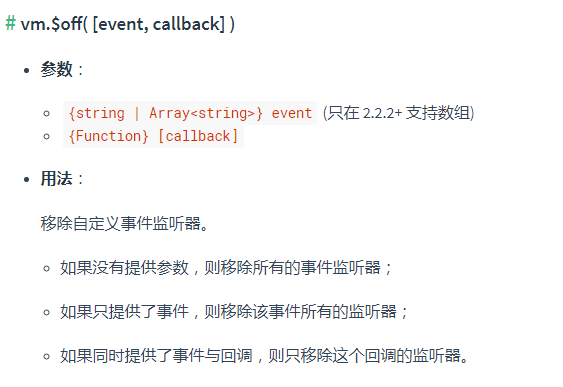 # vm.$off( [event, callback] )
参数：
{string | Array<string>} event (只在 2.2.2+ 支持数组)
{Function} [callback]
用法：
移除自定义事件监听器。
如果没有提供参数，则移除所有的事件监听器；
如果只提供了事件，则移除该事件所有的监听器；
如果同时提供了事件与回调，则只移除这个回调的监听器。